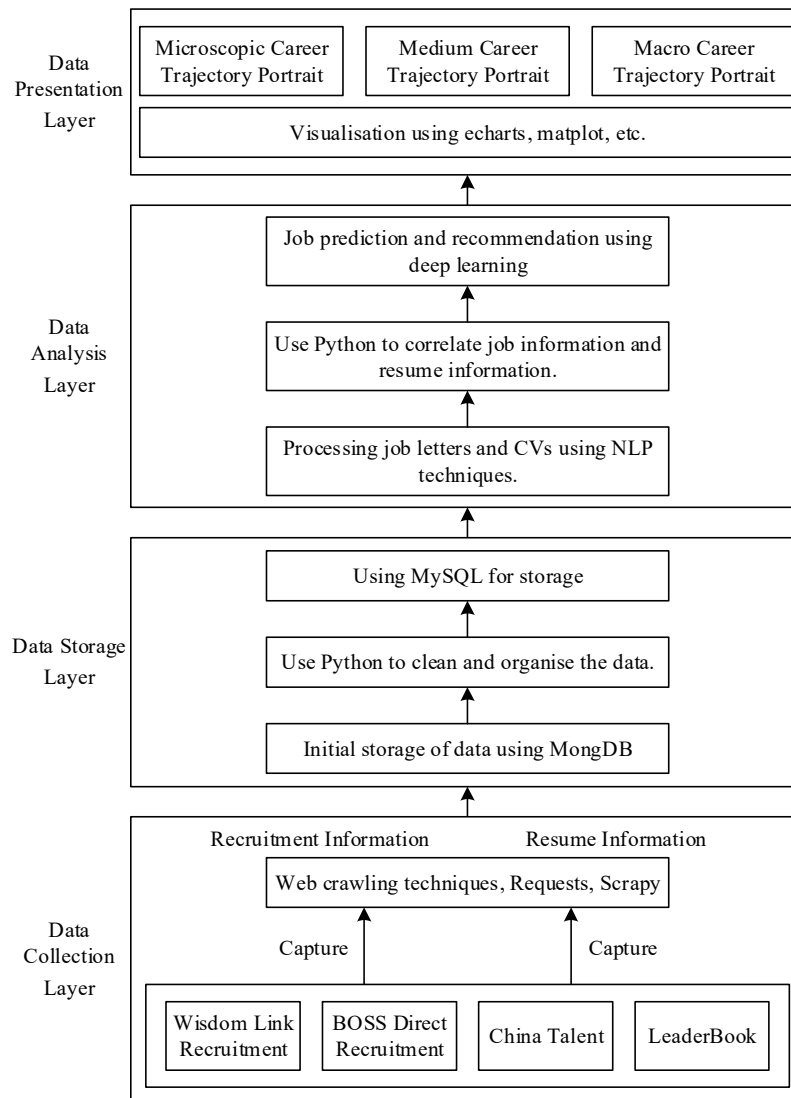 Data
Presentation
Layer
Microscopic Career
Trajectory Portrait
Medium Career
Trajectory Portrait
Macro Career
Trajectory Portrait
Visualisation using echarts, matplot, etc.
Data
Analysis
Layer
Job prediction and recommendation using
deep learning
Use Python to correlate job information and
resume information.
Processing job letters and CVs using NLP
techniques.
Data Storage
Layer
Using MySQL for storage
Use Python to clean and organise the data.
Initial storage of data using MongDB
Data
Collection
Layer
Recruitment Information
Resume Information
Web crawling techniques, Requests, Scrapy
Capture
Capture
Wisdom Link
Recruitment
BOSS Direct
Recruitment
China Talent
LeaderBook